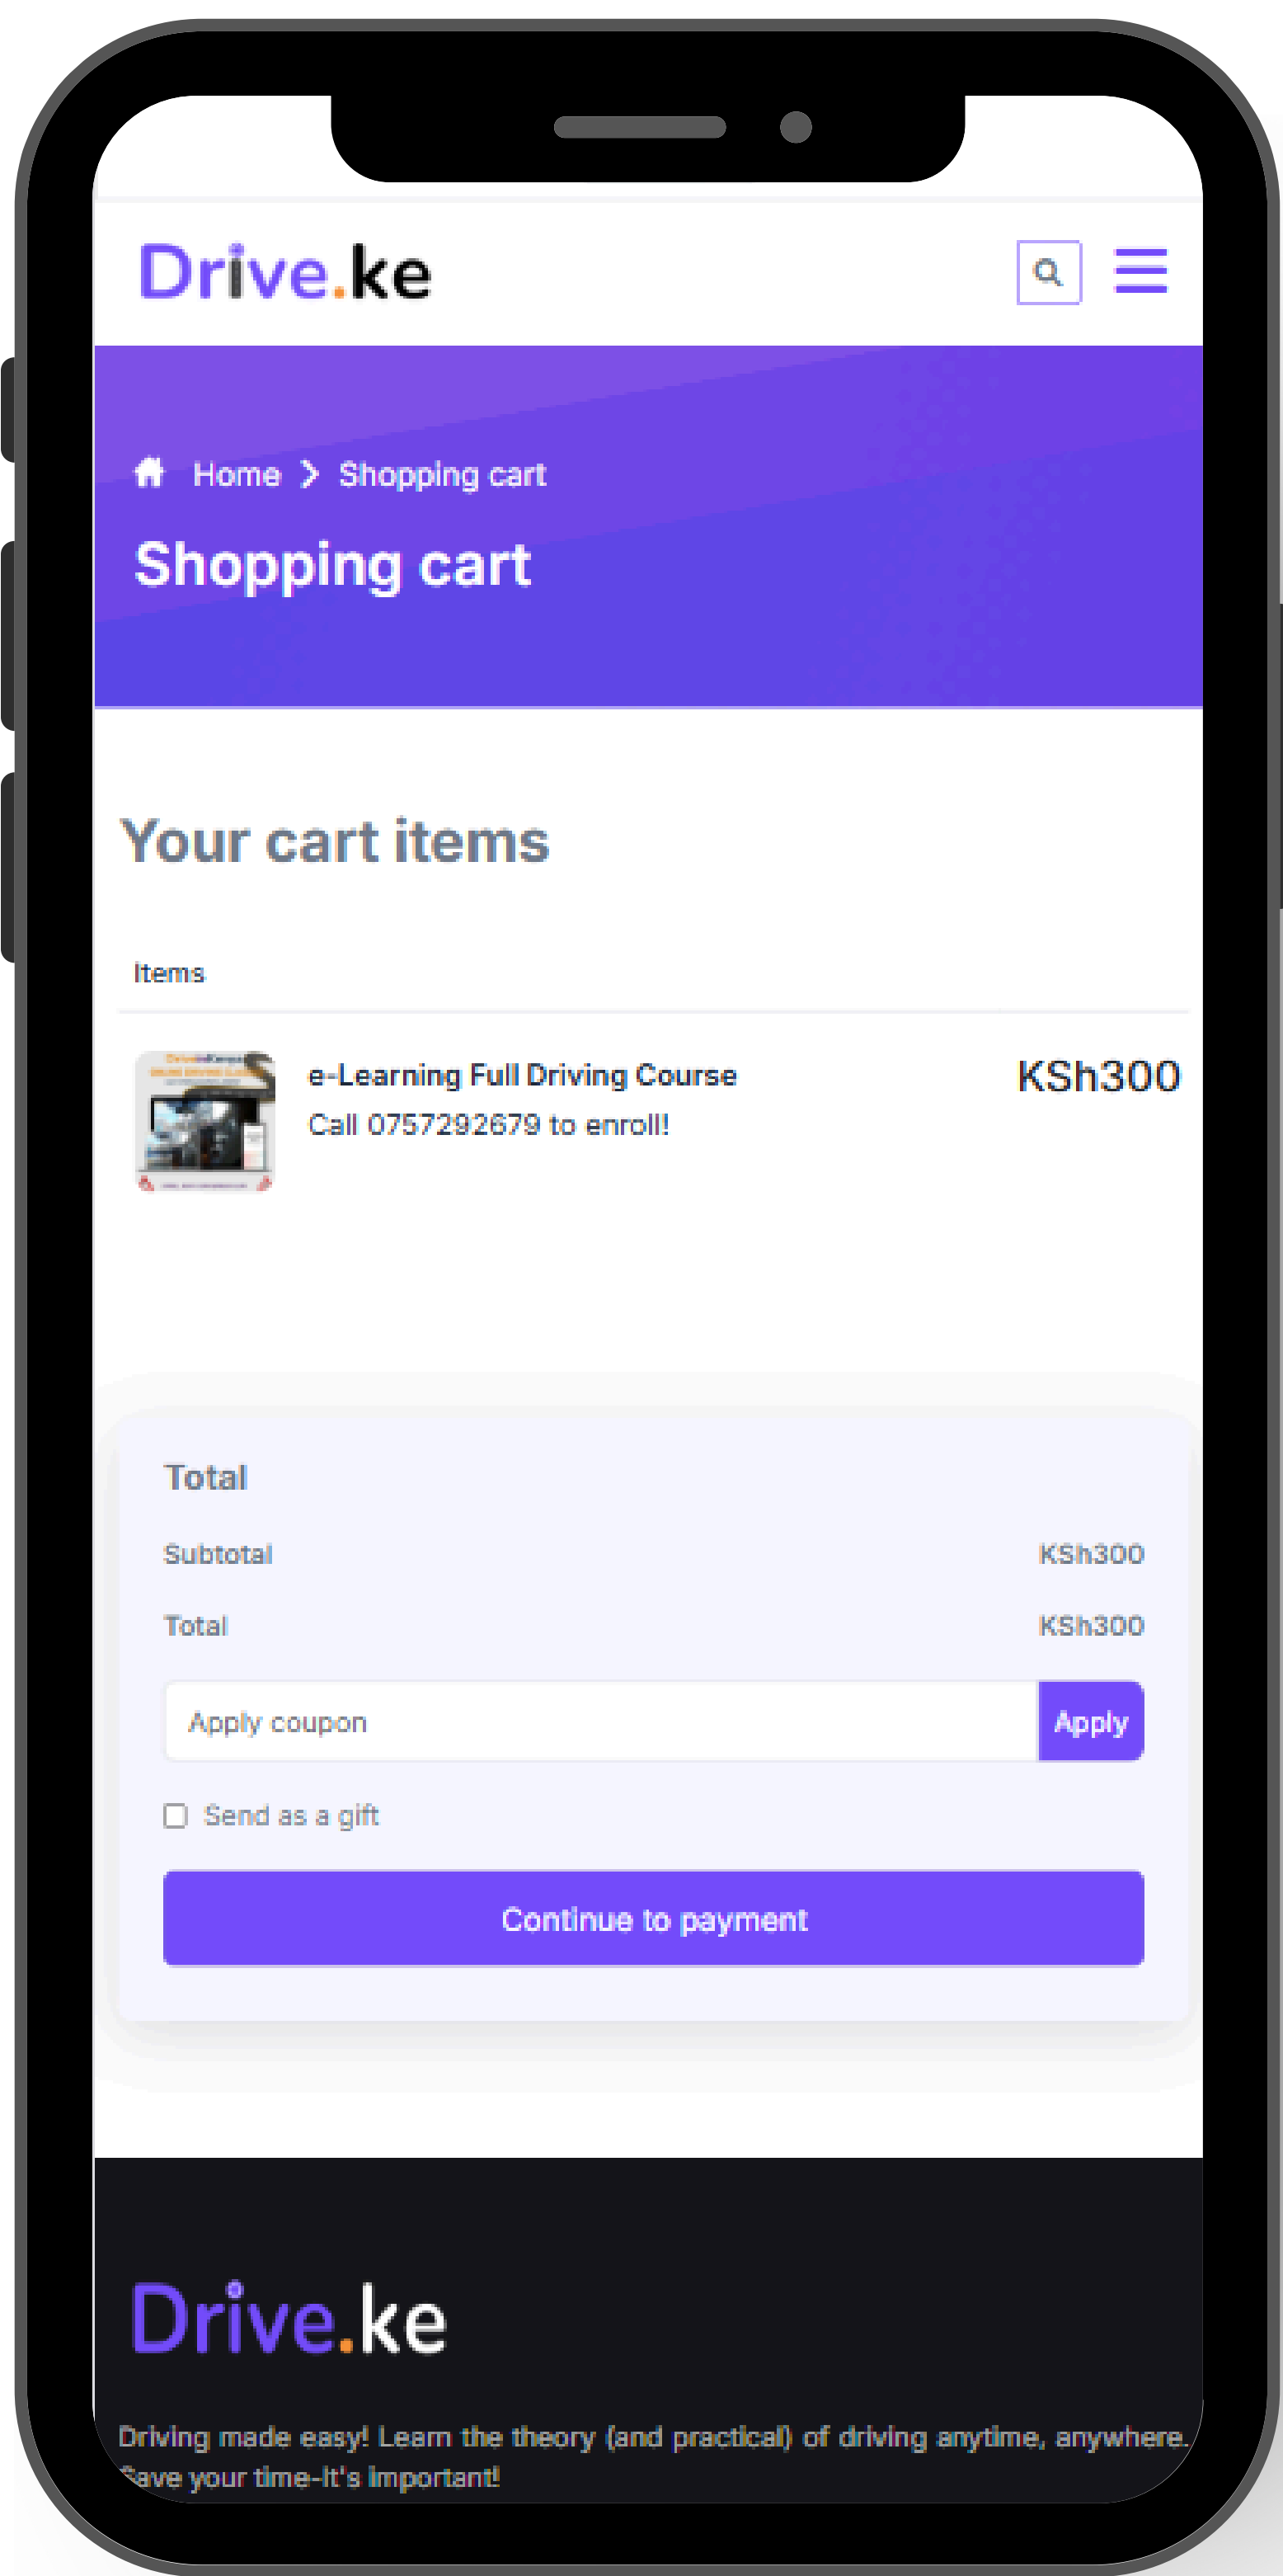 Drive.ke
Home Shopping cart
Shopping cart
Your cart items
Items
e-Learning Full Driving Course
KSh300
Call 0757292679 to enroll!
Total
Subtotal KSh300
Total KSh300
Apply coupon Apply
Send as a gift
Continue to payment
Drive.ke
Driving made easy! Learn the theory (and practical) of driving anytime, anywhere.
Save your time-It's important!